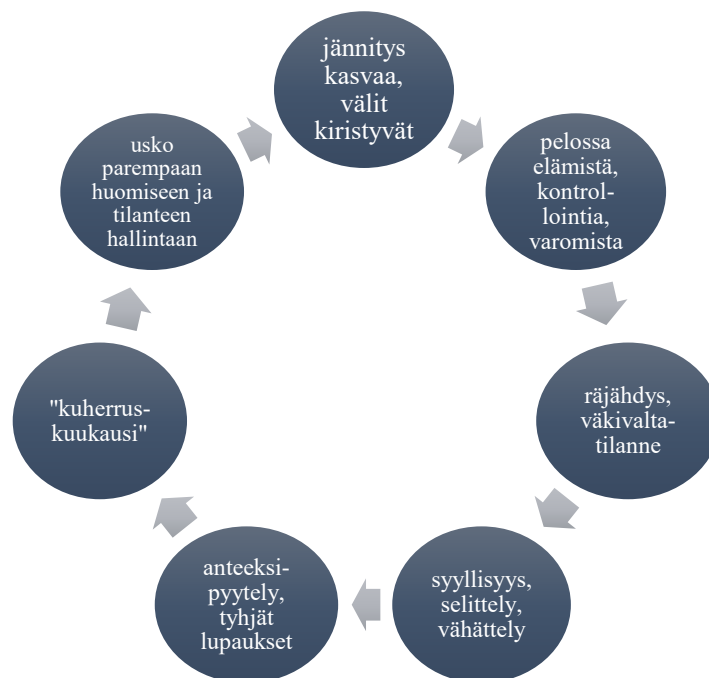 jännitys
kasvaa,
välit
kiristyvät
pelossa
elämistä,
kontrol-
lointia,
varomista
räjähdys,
väkivalta-
tilanne
syyllisyys,
selittely,
vähättely
anteeksi-
pyytely,
tyhjät
lupaukset
"kuherrus-
kuukausi"
usko
parempaan
huomiseen ja
tilanteen
hallintaan